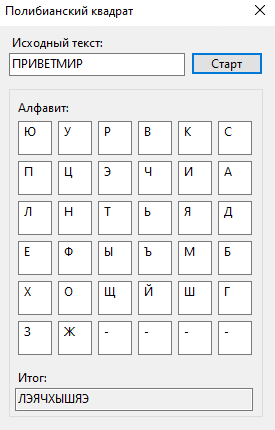 Полибианский квадрат
Исходный текст:
ПРИВЕТМИР Старт
Алфавит:
Ю У Р В К С
П Ц Э Ч И А
Л Н Т Ь Я Д
Е Ф Ы Ъ М Б
Х О Щ Й Ш Г
З Ж - - - -
Итог:
ЛЭЯЧХЫШЯЭ